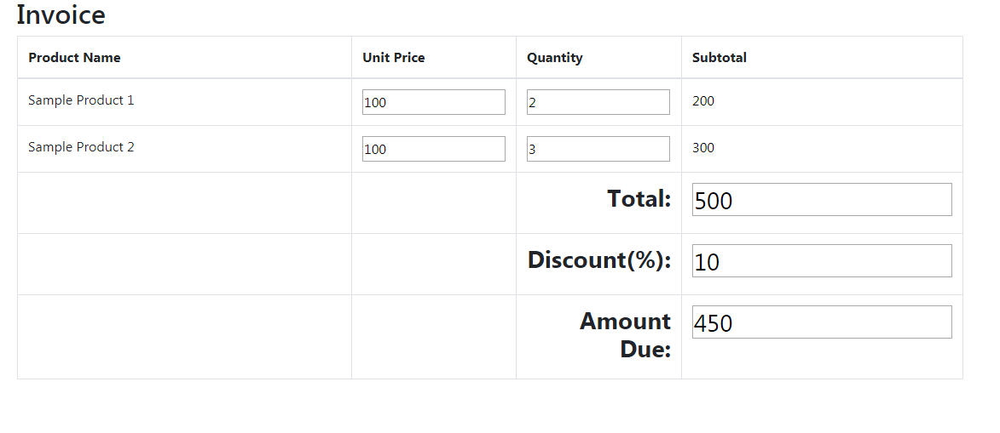 Invoice
Product Name Unit Price Quantity Subtotal
Sample Product 1 100 2 200
Sample Product 2 100 3 300
Total: 500
Discount(%): 10
Amount 450
Due: